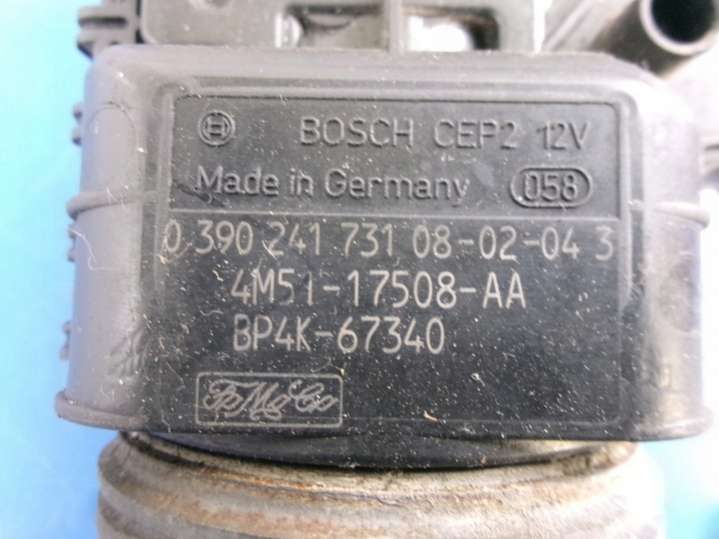 BOSCH CEP2 12V
Made in Germany 058
0 390 241 731 08-02-04 3
4M51-17508-AA
BP4K-67340
FoMoCo